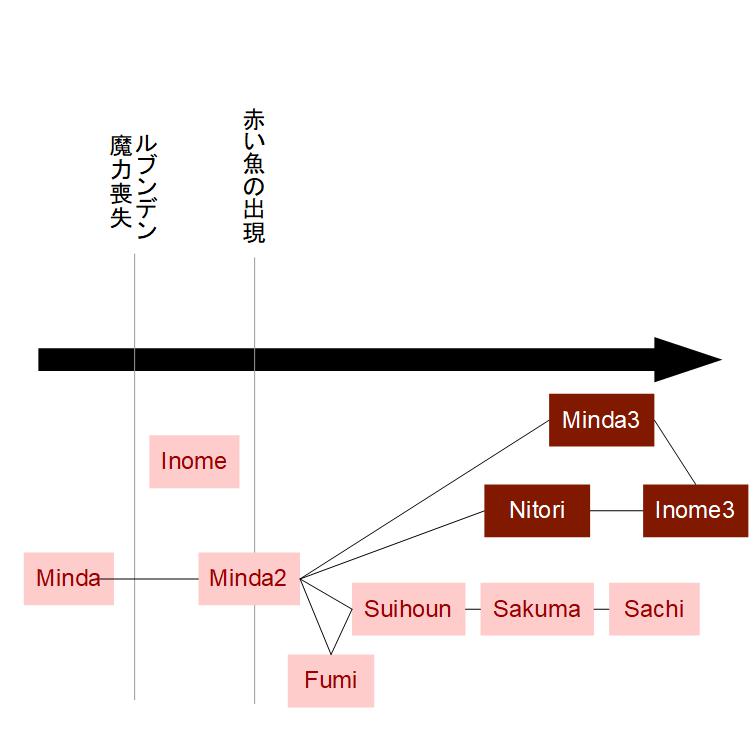 ルブンデン
魔力喪失
赤い魚の出現
Minda3
Inome
Nitori
Inome3
Minda
Minda2
Suihoun
Sakuma
Sachi
Fumi